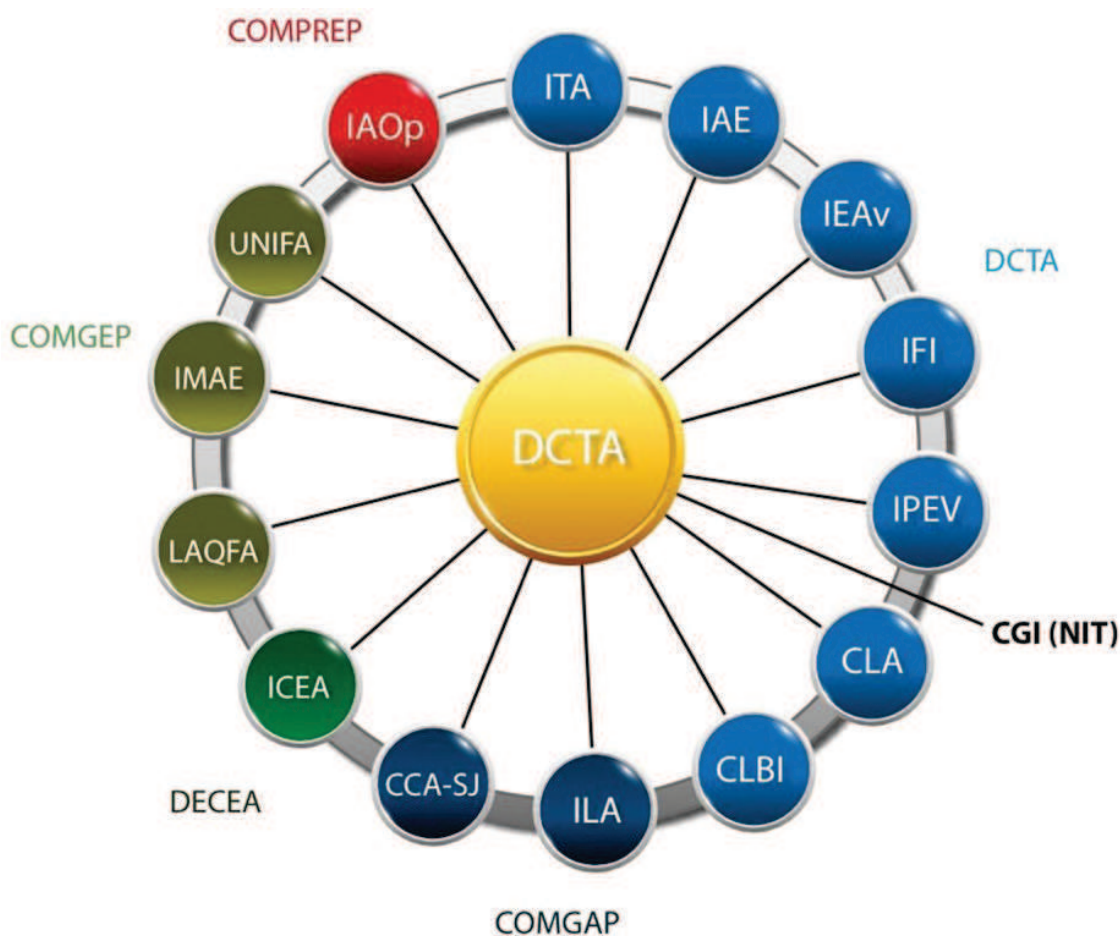 COMPREP
ITA
IAE
IAOp
IEAv
UNIFA
DCTA
COMGEP
IFI
IMAE
DCTA
IPEV
LAQFA
CGI (NIT)
CLA
ICEA
CLBI
CCA-SJ
ILA
DECEA
COMGAP